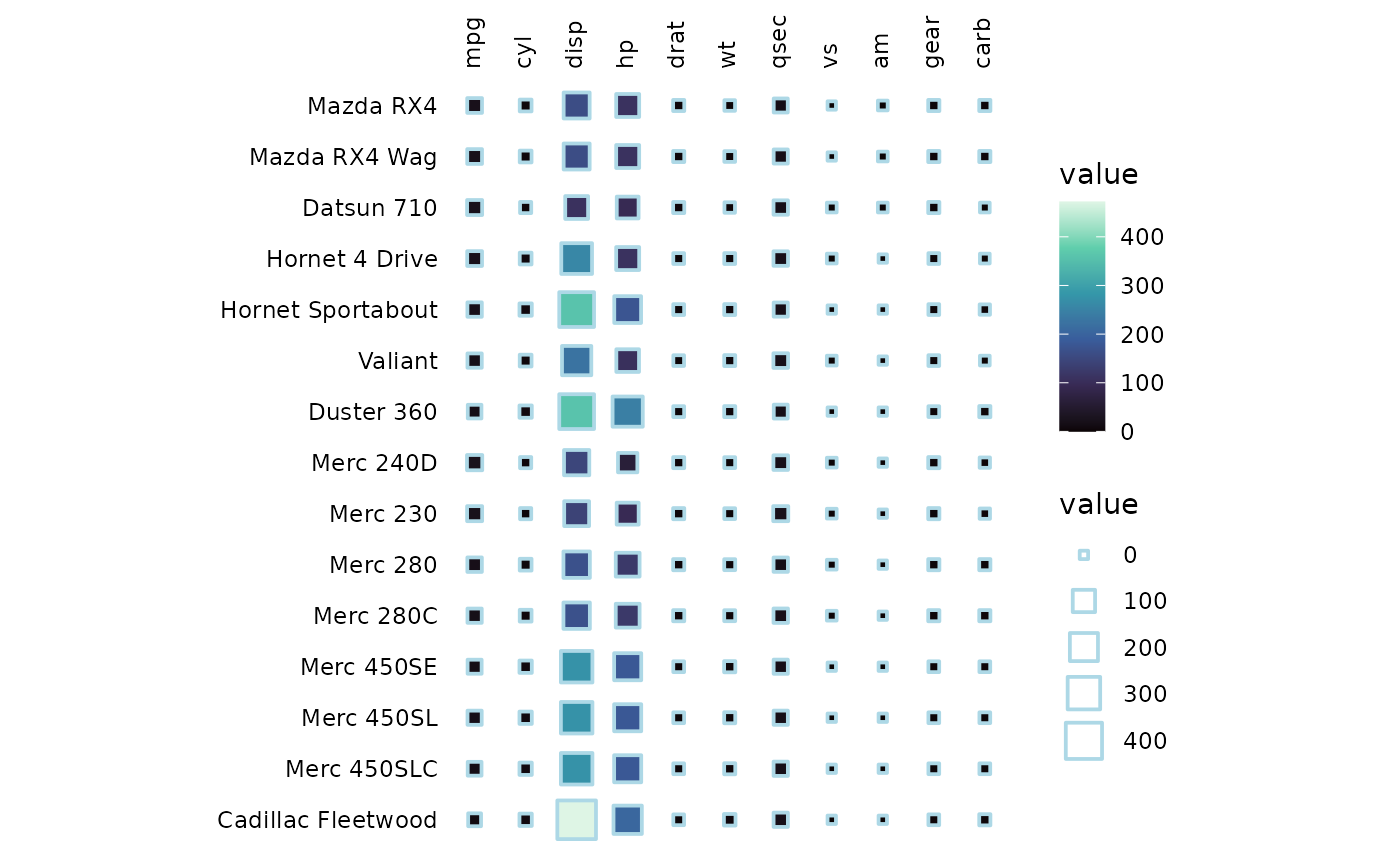 mpg cyl disp hp drat wt qsec vs am gear carb
Mazda RX4
Mazda RX4 Wag
Datsun 710
Hornet 4 Drive
Hornet Sportabout
Valiant
Duster 360
Merc 240D
Merc 230
Merc 280
Merc 280C
Merc 450SE
Merc 450SL
Merc 450SLC
Cadillac Fleetwood
value
400
300
200
100
0
value
0
100
200
300
400